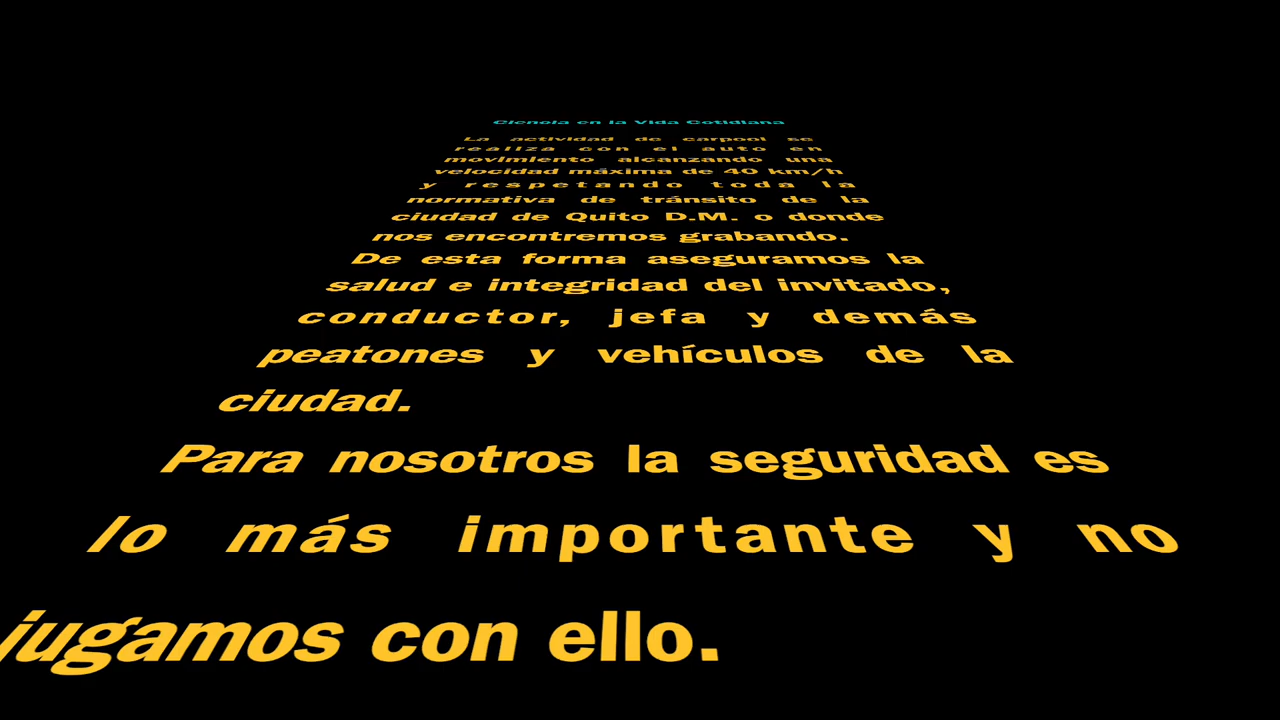 Ciencia en la Vida Cotidiana
La actividad de carpool se
realiza con el auto en
movimiento alcanzando una
velocidad máxima de 40 km/h
y respetando toda la
normativa de tránsito de la
ciudad de Quito D.M. o donde
nos encontremos grabando.
De esta forma aseguramos la
salud e integridad del invitado,
conductor, jefa y demás
peatones y vehículos de la
ciudad.
Para nosotros la seguridad es
lo más importante y no
jugamos con ello.